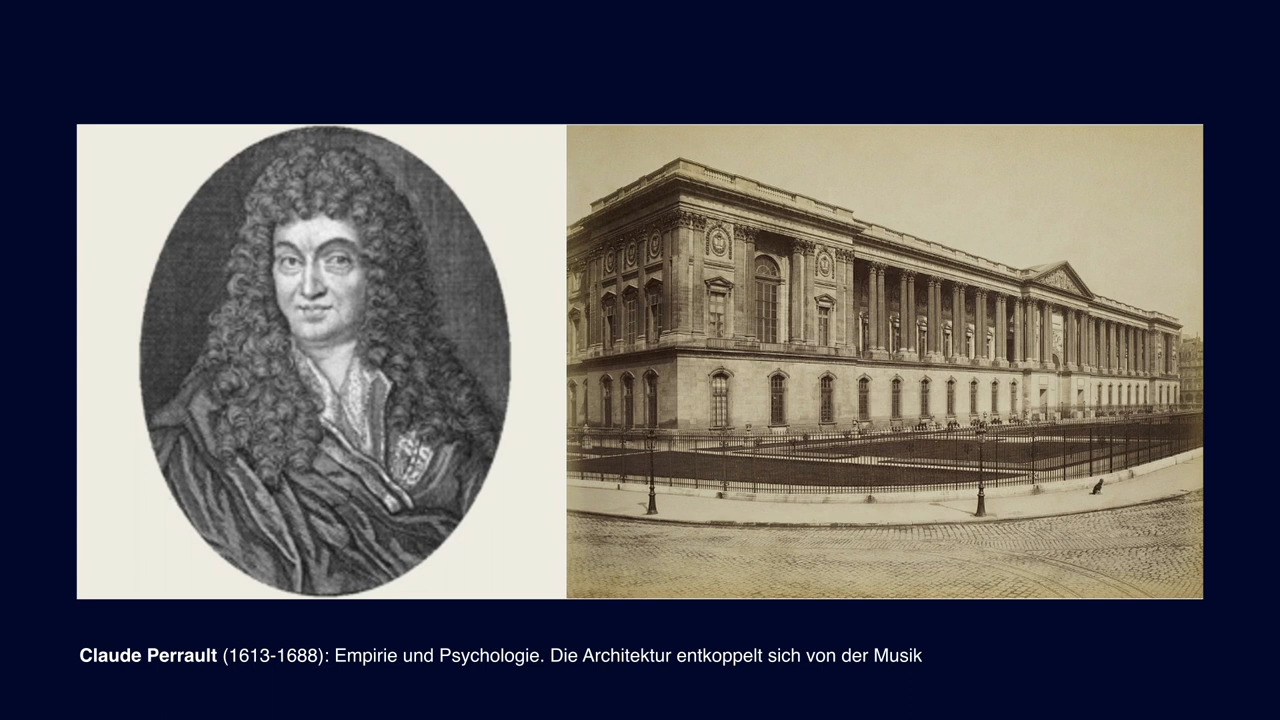 Claude Perrault (1613-1688): Empirie und Psychologie. Die Architektur entkoppelt sich von der Musik